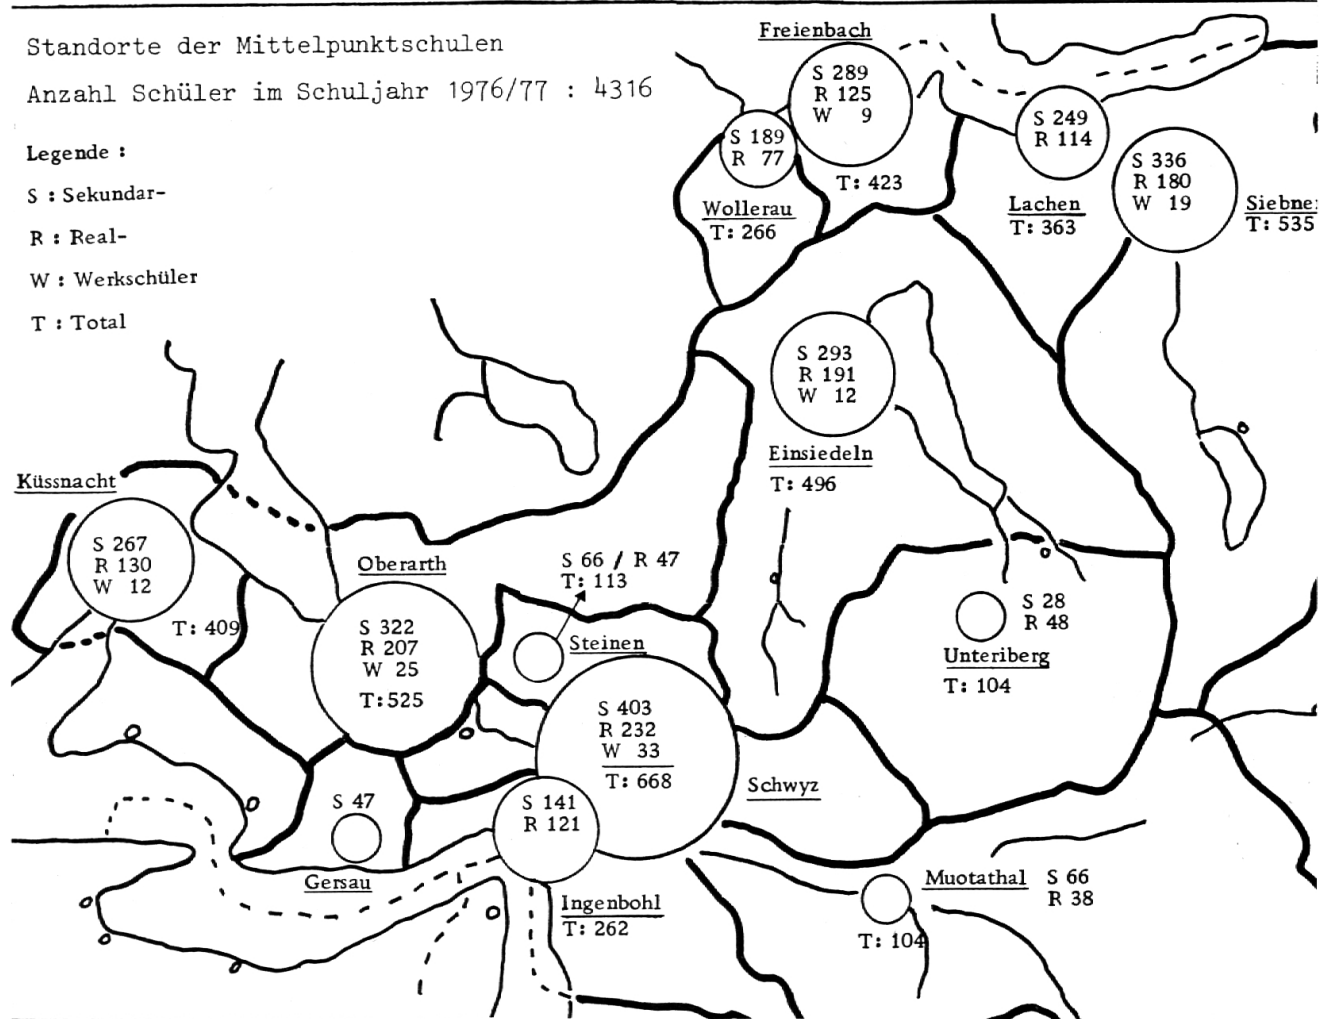 Standorte der Mittelpunktschulen
Anzahl Schüler im Schuljahr 1976/77 : 4316
Legende :
S : Sekundar-
R : Real-
W : Werkschüler
T : Total
Freienbach
S 289
R 125
W 9
T: 423
S 189
R 77
Wollerau
T: 266
S 249
R 114
Lachen
T: 363
S 336
R 180
W 19
Siebne
T: 535
S 293
R 191
W 12
Einsiedeln
T: 496
Küssnacht
S 267
R 130
W 12
T: 409
Oberarth
S 322
R 207
W 25
T:525
S 66 / R 47
T: 113
Steinen
S 28
R 48
Unteriberg
T: 104
S 403
R 232
W 33
T: 668
Schwyz
S 47
Gersau
S 141
R 121
Ingenbohl
T: 262
Muotathal S 66
R 38
T: 104